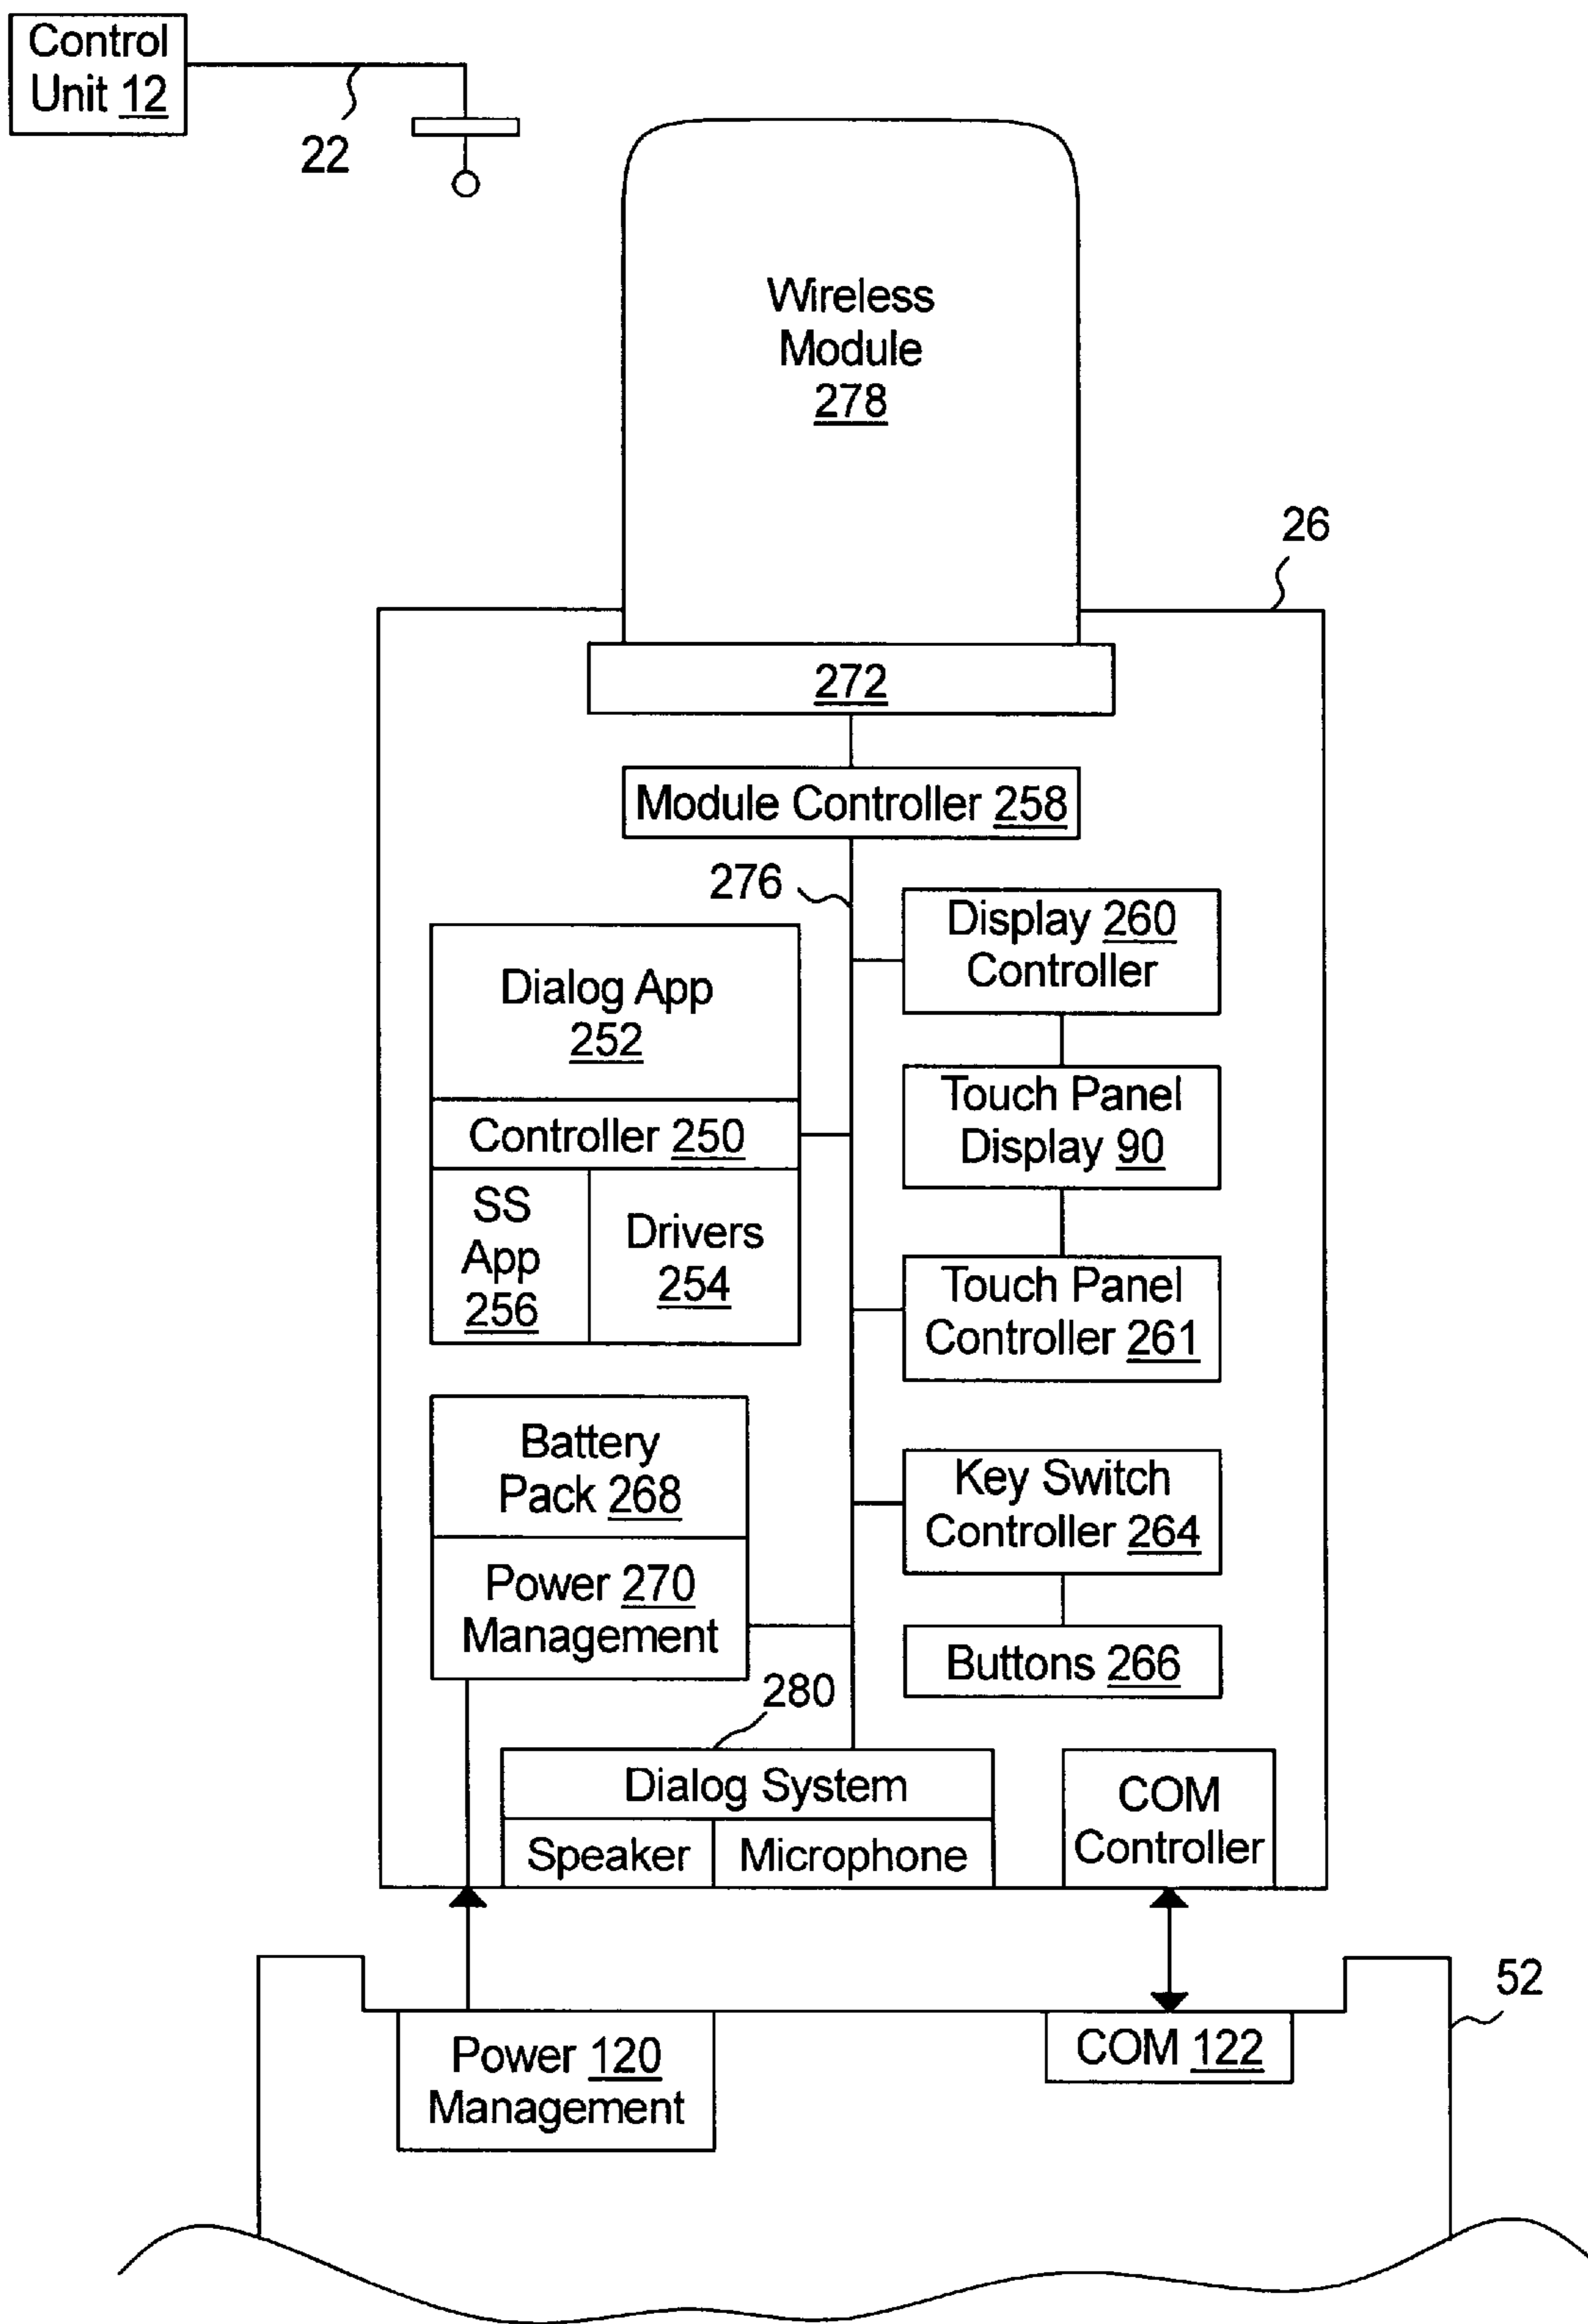 Control
Unit 12
22
Wireless
Module
278
26
272
Module Controller 258
276
Display 260
Controller
Dialog App
252
Touch Panel
Display 90
Controller 250
SS
App
256
Drivers
254
Touch Panel
Controller 261
Battery
Pack 268
Key Switch
Controller 264
Power 270
Management
Buttons 266
280
Dialog System
COM
Controller
Speaker
Microphone
52
Power 120
Management
COM 122